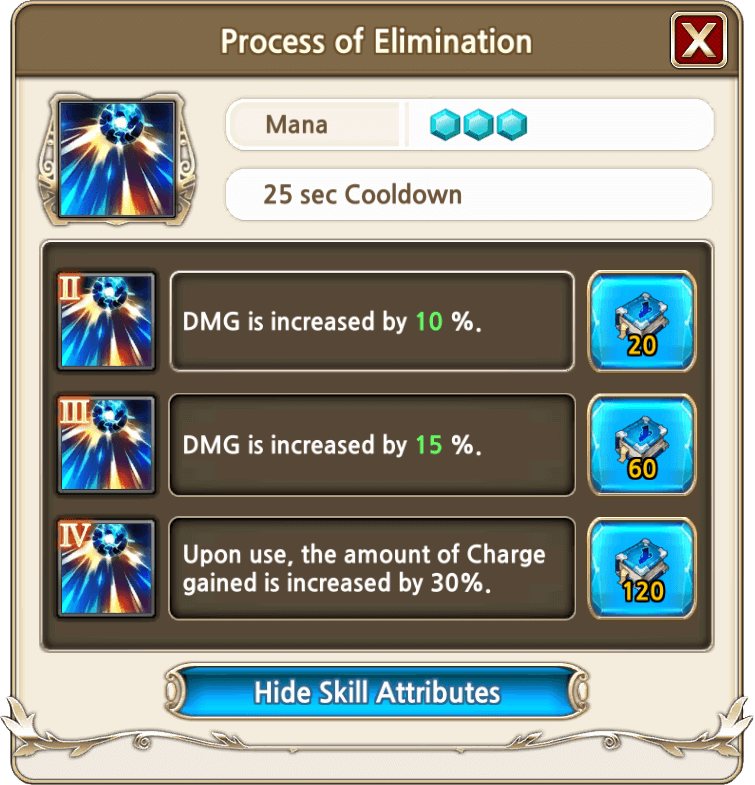 Process of Elimination
X
Mana
25 sec Cooldown
II
DMG is increased by 10 %.
20
III
DMG is increased by 15 %.
60
IV
Upon use, the amount of Charge
gained is increased by 30%.
120
Hide Skill Attributes